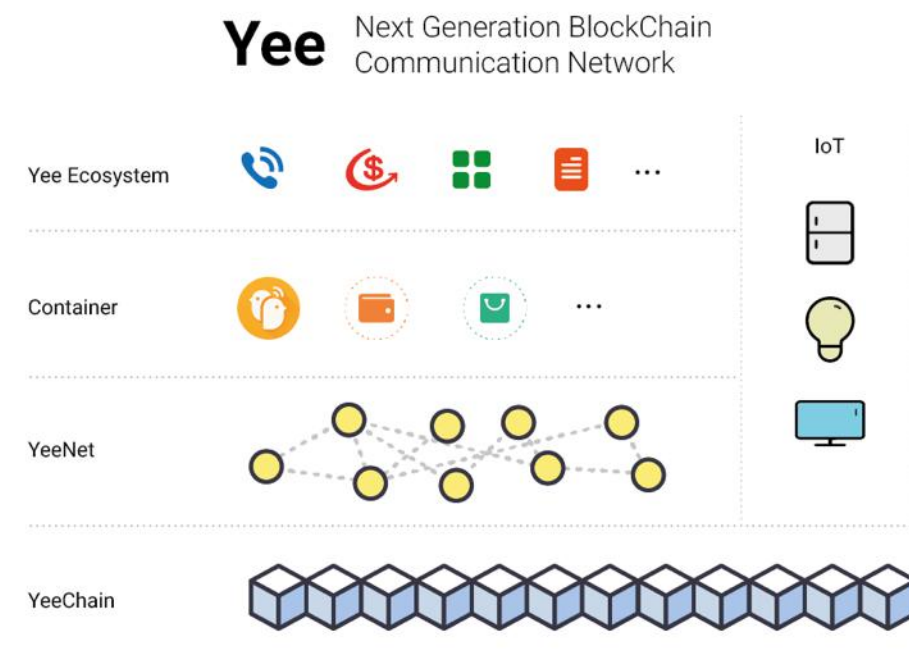 Yee
Next Generation BlockChain
Communication Network
Yee Ecosystem
$
...
IoT
Container
...
YeeNet
YeeChain